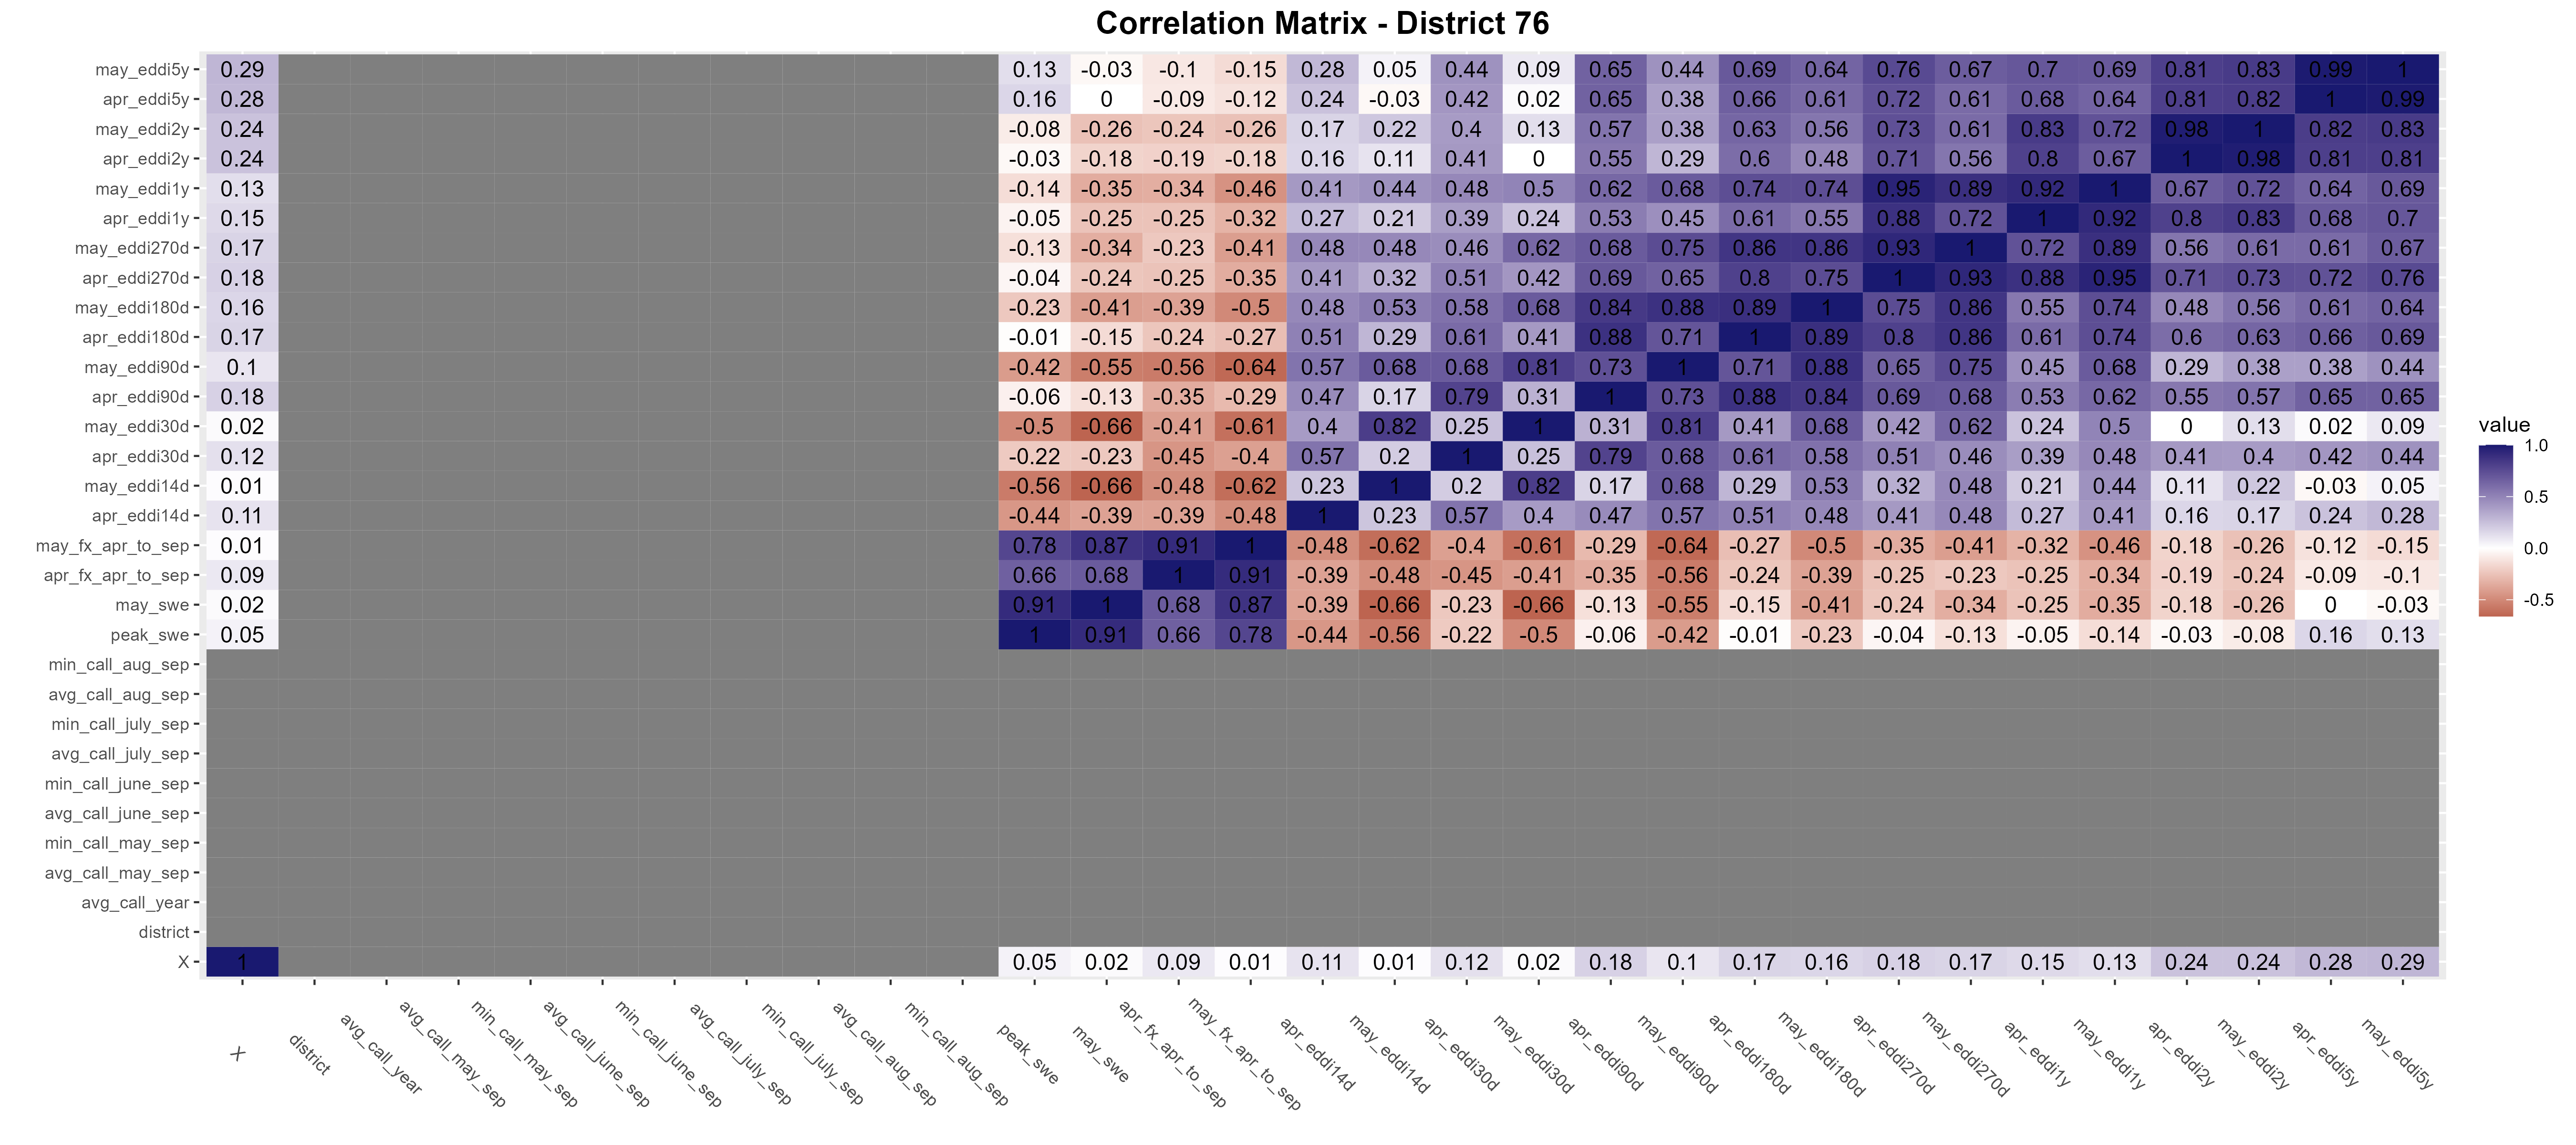 Correlation Matrix - District 76
may_eddi5y 0.29 0.13 -0.03 -0.1 -0.15 0.28 0.05 0.44 0.09 0.65 0.44 0.69 0.64 0.76 0.67 0.7 0.69 0.81 0.83 0.99 1
apr_eddi5y 0.28 0.16 0 -0.09 -0.12 0.24 -0.03 0.42 0.02 0.65 0.38 0.66 0.61 0.72 0.61 0.68 0.64 0.81 0.82 1 0.99
may_eddi2y 0.24 -0.08 -0.26 -0.24 -0.26 0.17 0.22 0.4 0.13 0.57 0.38 0.63 0.56 0.73 0.61 0.83 0.72 0.98 1 0.82 0.83
apr_eddi2y 0.24 -0.03 -0.18 -0.19 -0.18 0.16 0.11 0.41 0 0.55 0.29 0.6 0.48 0.71 0.56 0.8 0.67 1 0.98 0.81 0.81
may_eddi1y 0.13 -0.14 -0.35 -0.34 -0.46 0.41 0.44 0.48 0.5 0.62 0.68 0.74 0.74 0.95 0.89 0.92 1 0.67 0.72 0.64 0.69
apr_eddi1y 0.15 -0.05 -0.25 -0.25 -0.32 0.27 0.21 0.39 0.24 0.53 0.45 0.61 0.55 0.88 0.72 1 0.92 0.8 0.83 0.68 0.7
may_eddi270d 0.17 -0.13 -0.34 -0.23 -0.41 0.48 0.48 0.46 0.62 0.68 0.75 0.86 0.86 0.93 1 0.72 0.89 0.56 0.61 0.61 0.67
apr_eddi270d 0.18 -0.04 -0.24 -0.25 -0.35 0.41 0.32 0.51 0.42 0.69 0.65 0.8 0.75 1 0.93 0.88 0.95 0.71 0.73 0.72 0.76
may_eddi180d 0.16 -0.23 -0.41 -0.39 -0.5 0.48 0.53 0.58 0.68 0.84 0.88 0.89 1 0.75 0.86 0.55 0.74 0.48 0.56 0.61 0.64
apr_eddi180d 0.17 -0.01 -0.15 -0.24 -0.27 0.51 0.29 0.61 0.41 0.88 0.71 1 0.89 0.8 0.86 0.61 0.74 0.6 0.63 0.66 0.69
may_eddi90d 0.1 -0.42 -0.55 -0.56 -0.64 0.57 0.68 0.68 0.81 0.73 1 0.71 0.88 0.65 0.75 0.45 0.68 0.29 0.38 0.38 0.44
apr_eddi90d 0.18 -0.06 -0.13 -0.35 -0.29 0.47 0.17 0.79 0.31 1 0.73 0.88 0.84 0.69 0.68 0.53 0.62 0.55 0.57 0.65 0.65
may_eddi30d 0.02 -0.5 -0.66 -0.41 -0.61 0.4 0.82 0.25 1 0.31 0.81 0.41 0.68 0.42 0.62 0.24 0.5 0 0.13 0.02 0.09
apr_eddi30d 0.12 -0.22 -0.23 -0.45 -0.4 0.57 0.2 1 0.25 0.79 0.68 0.61 0.58 0.51 0.46 0.39 0.48 0.41 0.4 0.42 0.44
may_eddi14d 0.01 -0.56 -0.66 -0.48 -0.62 0.23 1 0.2 0.82 0.17 0.68 0.29 0.53 0.32 0.48 0.21 0.44 0.11 0.22 -0.03 0.05
apr_eddi14d 0.11 -0.44 -0.39 -0.39 -0.48 1 0.23 0.57 0.4 0.47 0.57 0.51 0.48 0.41 0.48 0.27 0.41 0.16 0.17 0.24 0.28
may_fx_apr_to_sep 0.01 0.78 0.87 0.91 1 -0.48 -0.62 -0.4 -0.61 -0.29 -0.64 -0.27 -0.5 -0.35 -0.41 -0.32 -0.46 -0.18 -0.26 -0.12 -0.15
apr_fx_apr_to_sep 0.09 0.66 0.68 1 0.91 -0.39 -0.48 -0.45 -0.41 -0.35 -0.56 -0.24 -0.39 -0.25 -0.23 -0.25 -0.34 -0.19 -0.24 -0.09 -0.1
may_swe 0.02 0.91 1 0.68 0.87 -0.39 -0.66 -0.23 -0.66 -0.13 -0.55 -0.15 -0.41 -0.24 -0.34 -0.25 -0.35 -0.18 -0.26 0 -0.03
peak_swe 0.05 1 0.91 0.66 0.78 -0.44 -0.56 -0.22 -0.5 -0.06 -0.42 -0.01 -0.23 -0.04 -0.13 -0.05 -0.14 -0.03 -0.08 0.16 0.13
min_call_aug_sep
avg_call_aug_sep
min_call_july_sep
avg_call_july_sep
min_call_june_sep
avg_call_june_sep
min_call_may_sep
avg_call_may_sep
avg_call_year
district
X 1 0.05 0.02 0.09 0.01 0.11 0.01 0.12 0.02 0.18 0.1 0.17 0.16 0.18 0.17 0.15 0.13 0.24 0.24 0.28 0.29
X district avg_call_year avg_call_may_sep min_call_may_sep avg_call_june_sep min_call_june_sep avg_call_july_sep min_call_july_sep avg_call_aug_sep min_call_aug_sep peak_swe may_swe apr_fx_apr_to_sep may_fx_apr_to_sep apr_eddi14d may_eddi14d apr_eddi30d may_eddi30d apr_eddi90d may_eddi90d apr_eddi180d may_eddi180d apr_eddi270d may_eddi270d apr_eddi1y may_eddi1y apr_eddi2y may_eddi2y apr_eddi5y may_eddi5y
value
1.0
0.5
0.0
-0.5